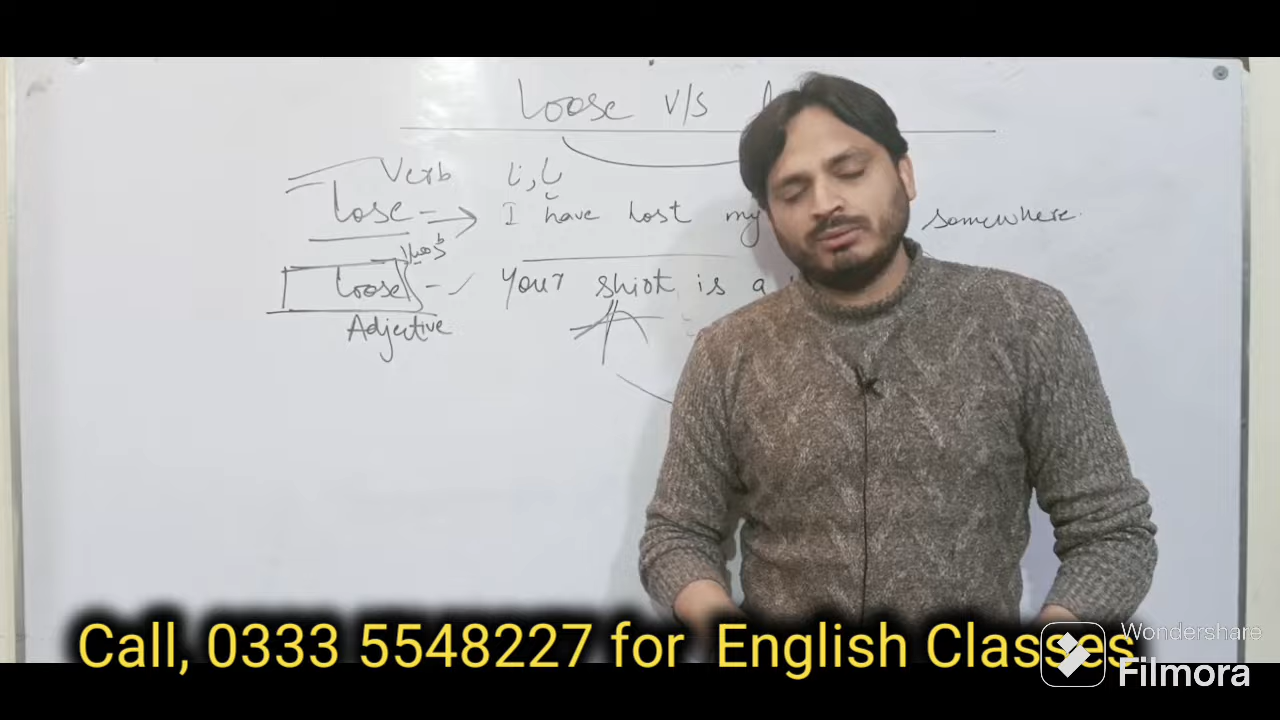 Loose v/s
Verb
Lose → I have lost my somewhere.
ڈھیلا
Loose - Your shirt is a
Adjective
Call, 0333 5548227 for English Classes
Wondershare
Filmora